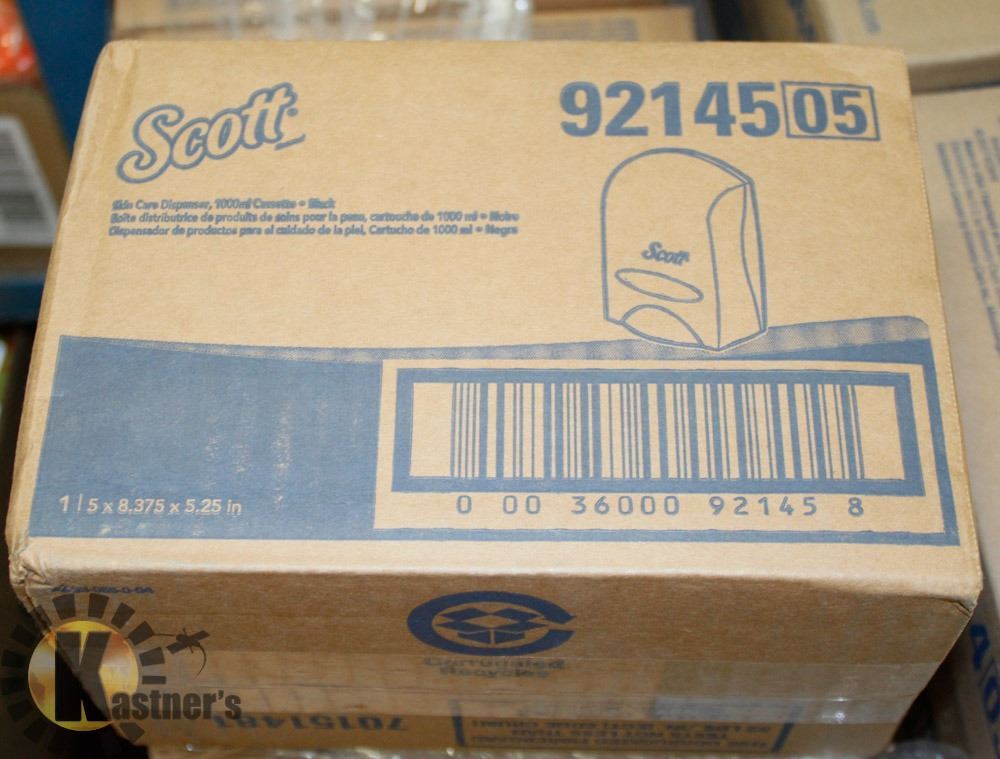 Scott
92145 05
Skin Care Dispenser, 1000ml Cassette • Black
Boîte distributrice de produits de soins pour la peau, cartouche de 1000 ml • Noire
Dispensador de productos para el cuidado de la piel, Cartucho de 1000 ml • Negro
Scott
1 | 5 x 8.375 x 5.25 in
0 00 36000 92145 8
Corrugated
Recycles
Kastner's
70151481